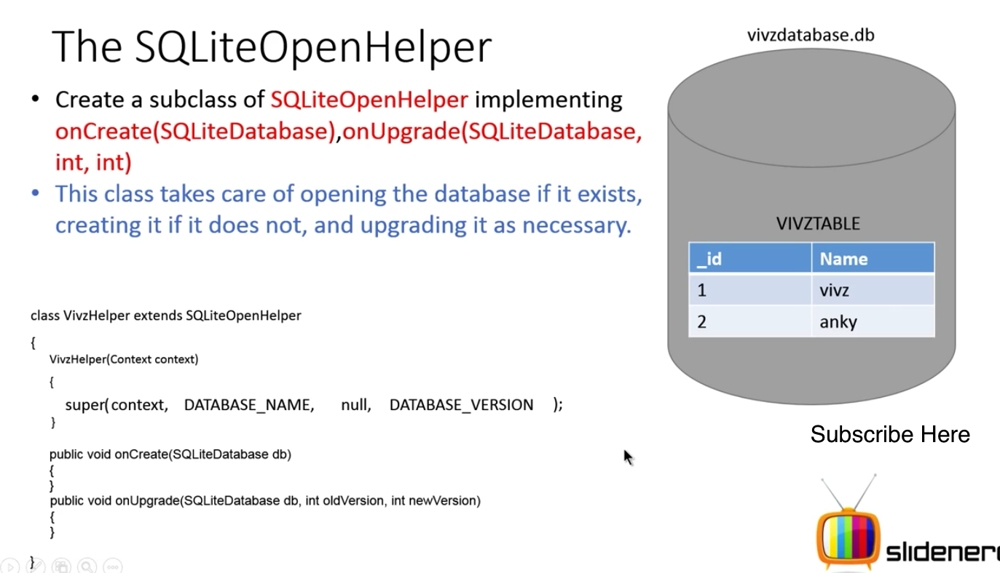 The SQLiteOpenHelper
• Create a subclass of SQLiteOpenHelper implementing
onCreate(SQLiteDatabase),onUpgrade(SQLiteDatabase,
int, int)
• This class takes care of opening the database if it exists,
creating it if it does not, and upgrading it as necessary.
class VivzHelper extends SQLiteOpenHelper
{
VivzHelper(Context context)
{
super( context, DATABASE_NAME, null, DATABASE_VERSION );
}
public void onCreate(SQLiteDatabase db)
{
}
public void onUpgrade(SQLiteDatabase db, int oldVersion, int newVersion)
{
}
}
vivzdatabase.db
VIVZTABLE
_id Name
1 vivz
2 anky
Subscribe Here